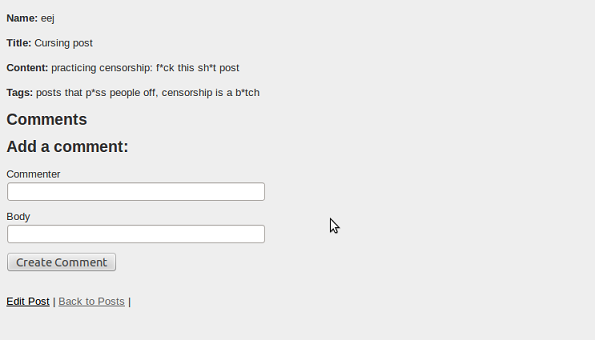 Name: eej
Title: Cursing post
Content: practicing censorship: f*ck this sh*t post
Tags: posts that p*ss people off, censorship is a b*tch
Comments
Add a comment:
Commenter
Body
Create Comment
Edit Post | Back to Posts |